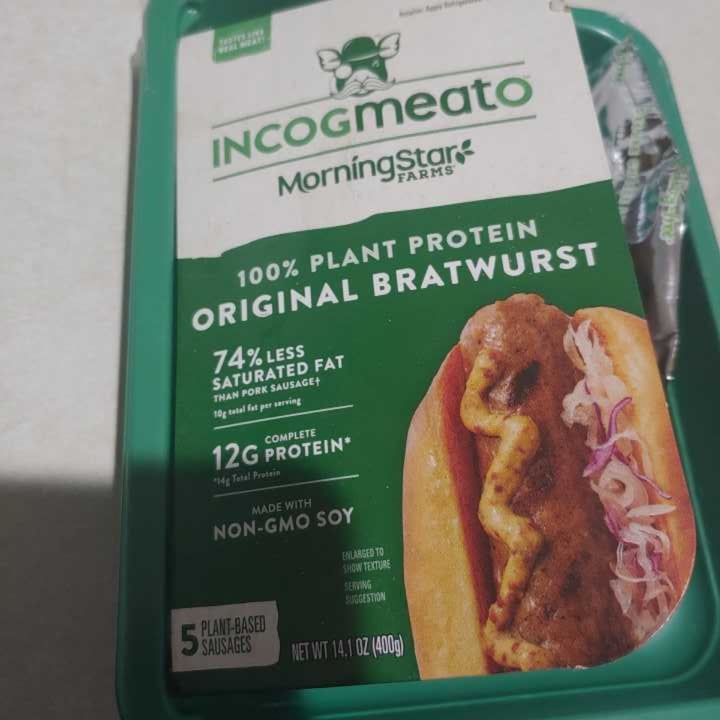 TASTES LIKE
REAL MEAT!
INCOGmeato™
MorningStar
FARMS®
100% PLANT PROTEIN
ORIGINAL BRATWURST
74% LESS
SATURATED FAT
THAN PORK SAUSAGE†
10g total fat per serving
12G COMPLETE
PROTEIN*
*14g Total Protein
MADE WITH
NON-GMO SOY
ENLARGED TO
SHOW TEXTURE
SERVING
SUGGESTION
5 PLANT-BASED
SAUSAGES
NET WT 14.1 OZ (400g)